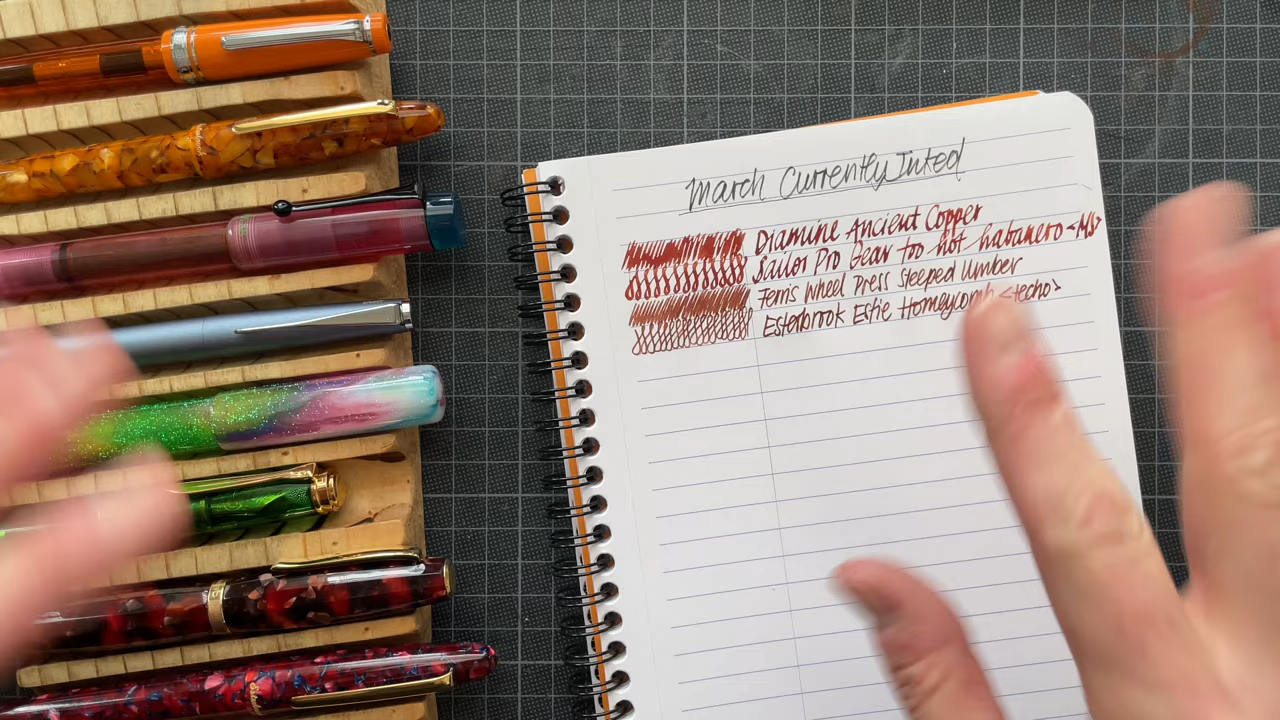 March Currently Inked
Diamine Ancient Copper
Sailor Pro Gear too hot habanero <MS>
Ferris Wheel Press Steeped Umber
Esterbrook Estie Honeycomb <techo>